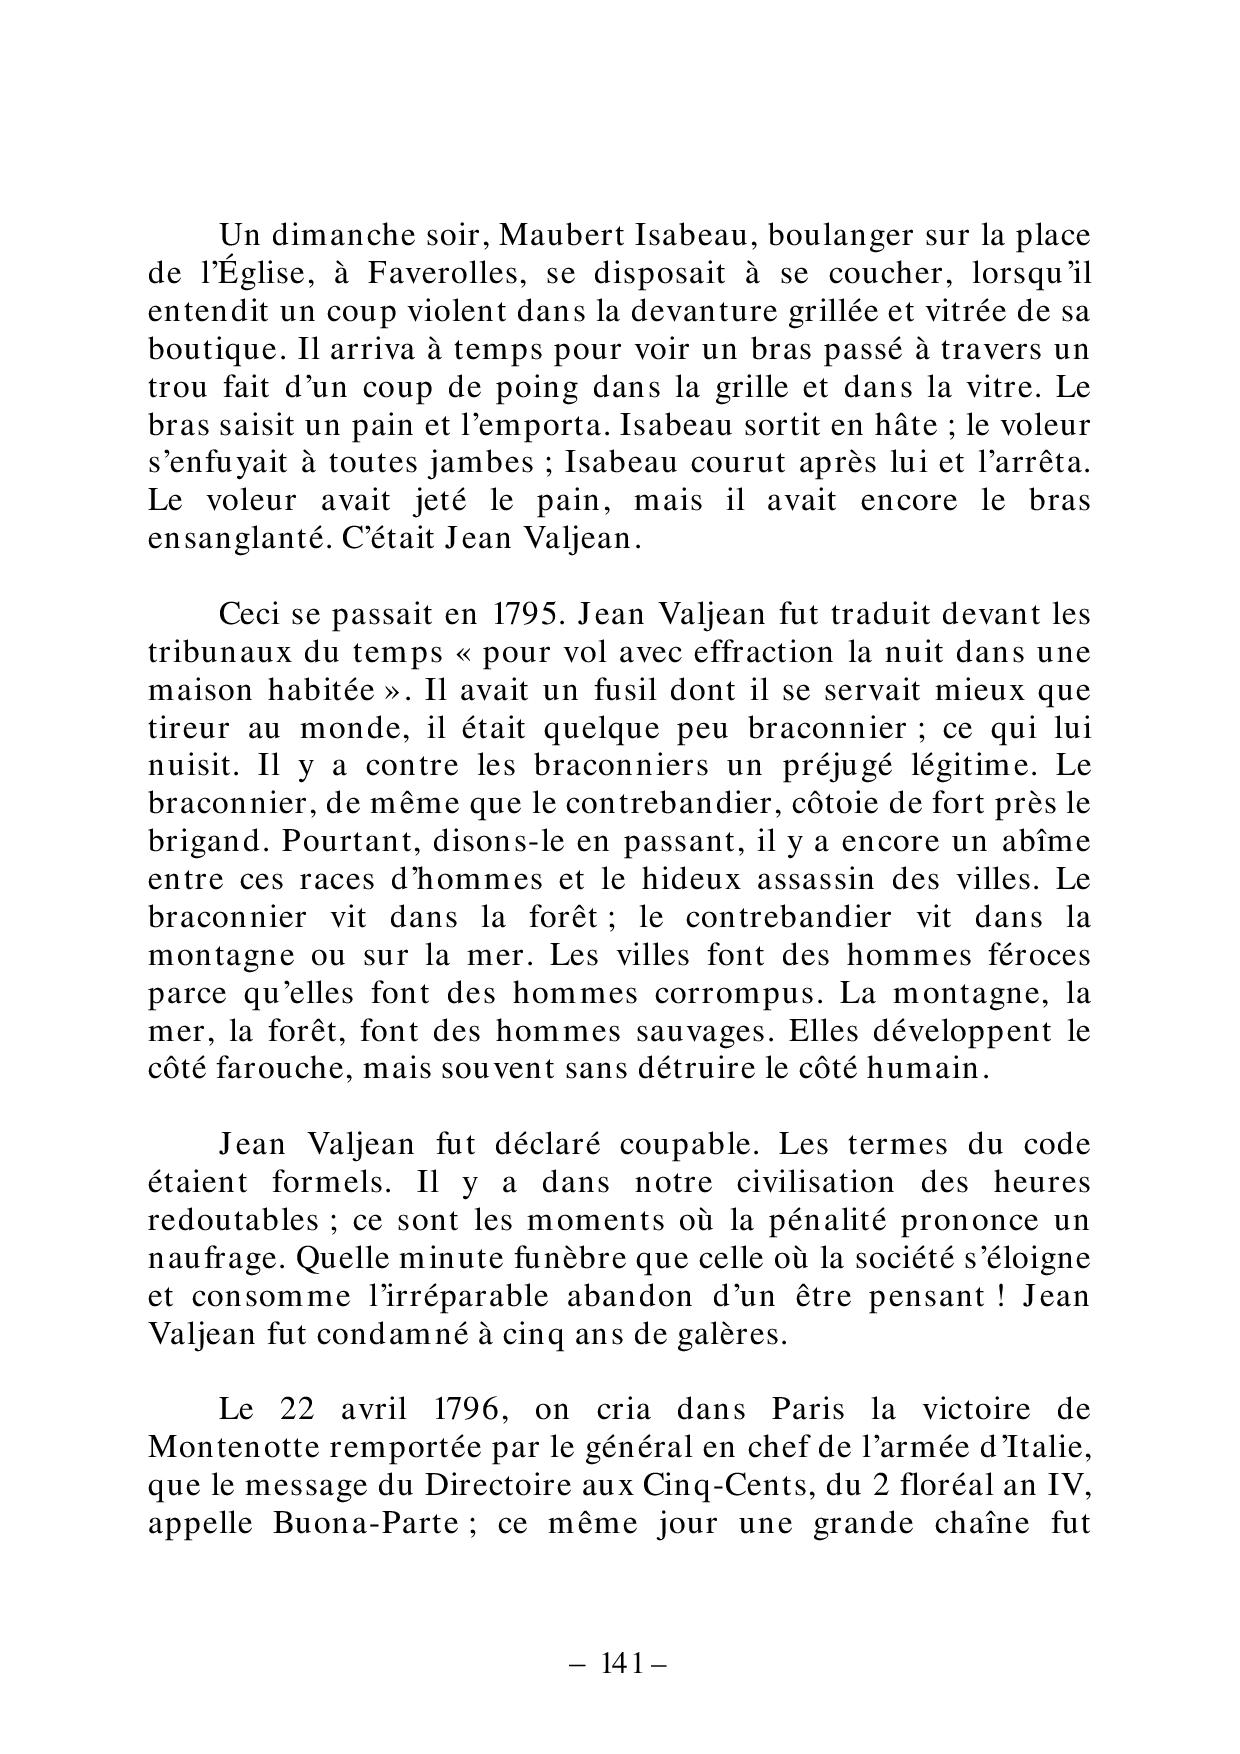 Un dimanche soir, Maubert Isabeau, boulanger sur la place
de l’Église, à Faverolles, se disposait à se coucher, lorsqu’il
entendit un coup violent dans la devanture grillée et vitrée de sa
boutique. Il arriva à temps pour voir un bras passé à travers un
trou fait d’un coup de poing dans la grille et dans la vitre. Le
bras saisit un pain et l’emporta. Isabeau sortit en hâte ; le voleur
s’enfuyait à toutes jambes ; Isabeau courut après lui et l’arrêta.
Le voleur avait jeté le pain, mais il avait encore le bras
ensanglanté. C’était Jean Valjean.
Ceci se passait en 1795. Jean Valjean fut traduit devant les
tribunaux du temps « pour vol avec effraction la nuit dans une
maison habitée ». Il avait un fusil dont il se servait mieux que
tireur au monde, il était quelque peu braconnier ; ce qui lui
nuisit. Il y a contre les braconniers un préjugé légitime. Le
braconnier, de même que le contrebandier, côtoie de fort près le
brigand. Pourtant, disons-le en passant, il y a encore un abîme
entre ces races d’hommes et le hideux assassin des villes. Le
braconnier vit dans la forêt ; le contrebandier vit dans la
montagne ou sur la mer. Les villes font des hommes féroces
parce qu’elles font des hommes corrompus. La montagne, la
mer, la forêt, font des hommes sauvages. Elles développent le
côté farouche, mais souvent sans détruire le côté humain.
Jean Valjean fut déclaré coupable. Les termes du code
étaient formels. Il y a dans notre civilisation des heures
redoutables ; ce sont les moments où la pénalité prononce un
naufrage. Quelle minute funèbre que celle où la société s’éloigne
et consomme l’irréparable abandon d’un être pensant ! Jean
Valjean fut condamné à cinq ans de galères.
Le 22 avril 1796, on cria dans Paris la victoire de
Montenotte remportée par le général en chef de l’armée d’Italie,
que le message du Directoire aux Cinq-Cents, du 2 floréal an IV,
appelle Buona-Parte ; ce même jour une grande chaîne fut
– 141 –